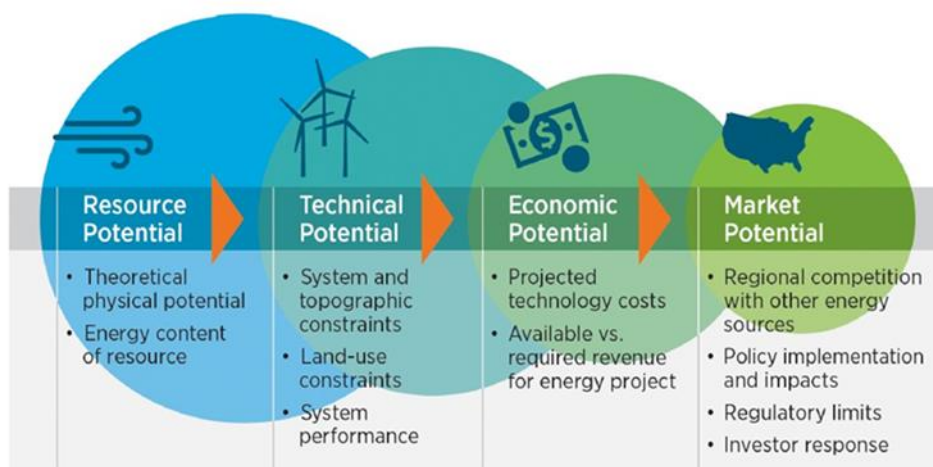 Resource
Potential
• Theoretical
physical potential
• Energy content
of resource
Technical
Potential
• System and
topographic
constraints
• Land-use
constraints
• System
performance
$
Economic
Potential
• Projected
technology costs
• Available vs.
required revenue
for energy project
Market
Potential
• Regional competition
with other energy
sources
• Policy implementation
and impacts
• Regulatory limits
• Investor response